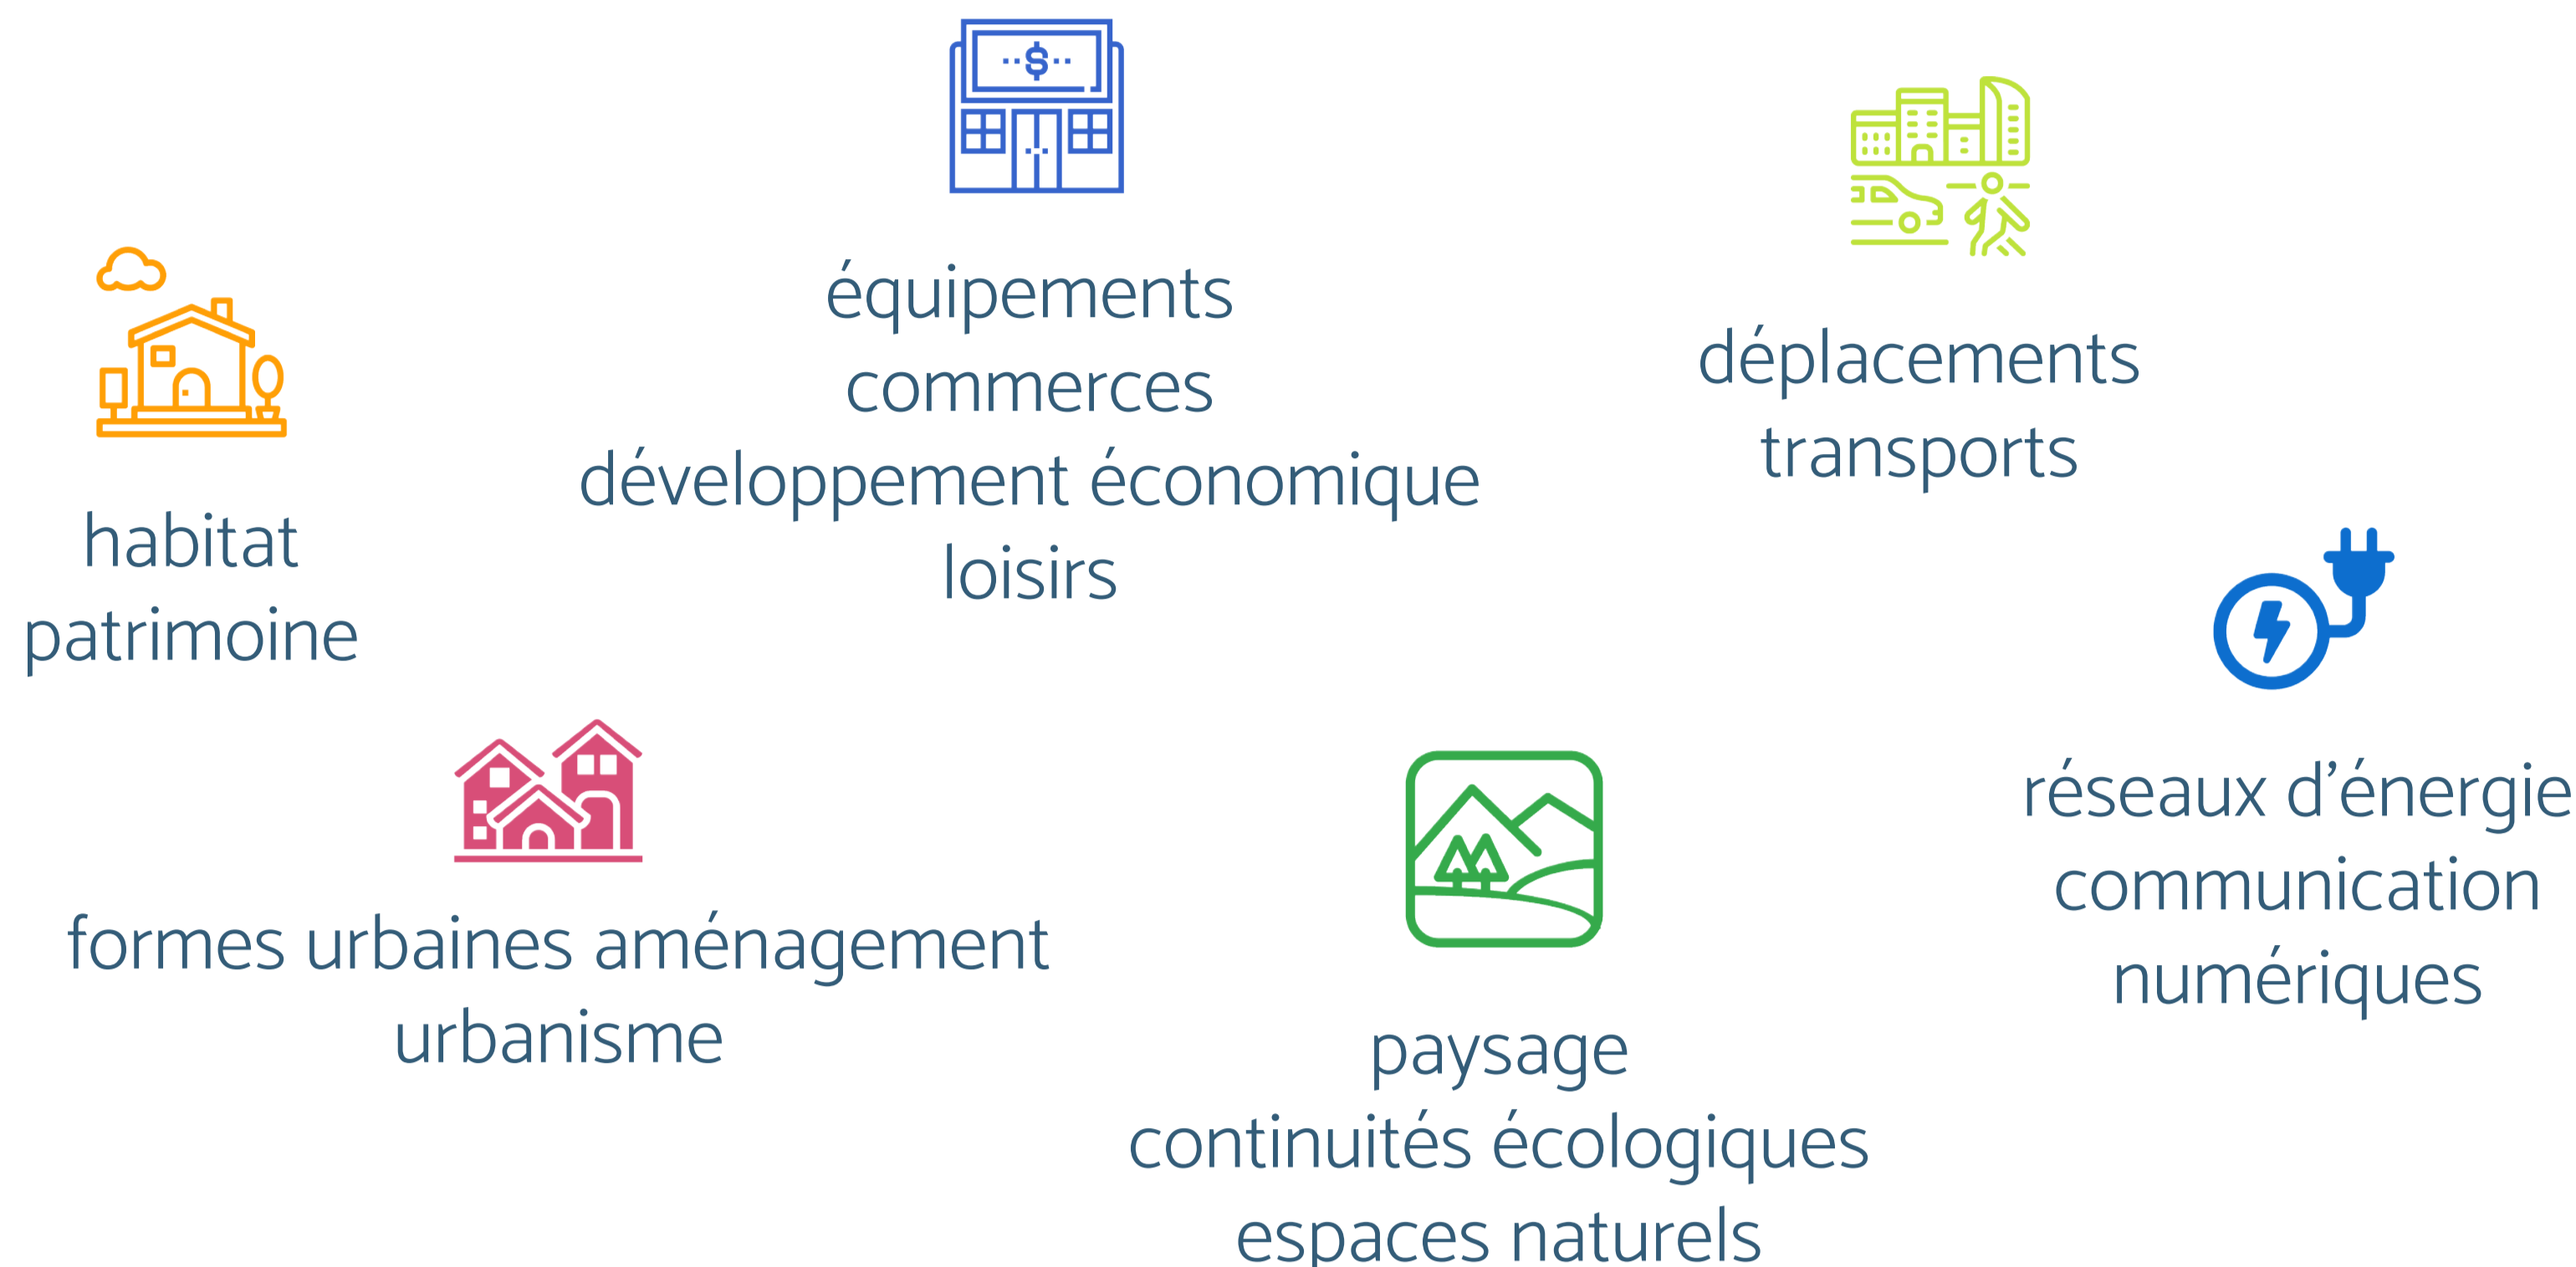 $
équipements
commerces
développement économique
loisirs
déplacements
transports
habitat
patrimoine
réseaux d’énergie
communication
numériques
formes urbaines aménagement
urbanisme
paysage
continuités écologiques
espaces naturels